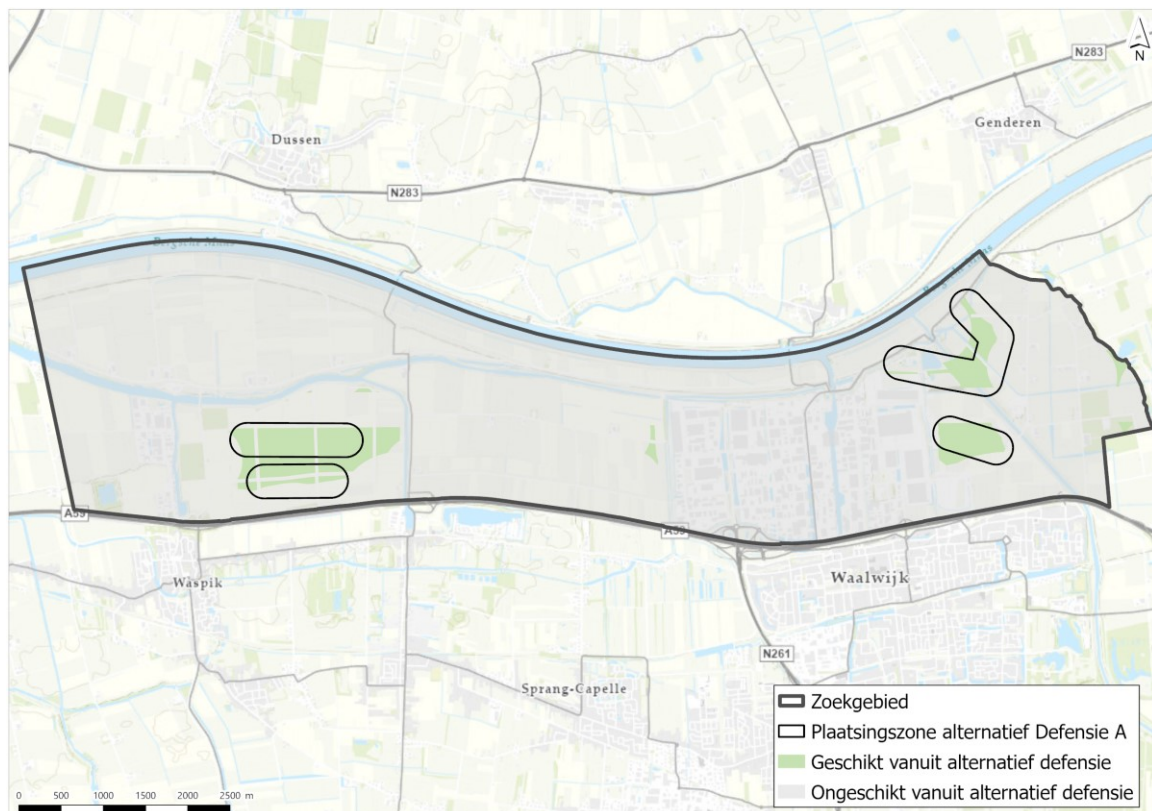 N283
N
Genderen
Dussen
N283
Bergsche Maas
A59
A59
Waspik
Waalwijk
N261
Sprang-Capelle
Zoekgebied
Plaatsingszone alternatief Defensie A
Geschikt vanuit alternatief defensie
Ongeschikt vanuit alternatief defensie
0 500 1000 1500 2000 2500 m